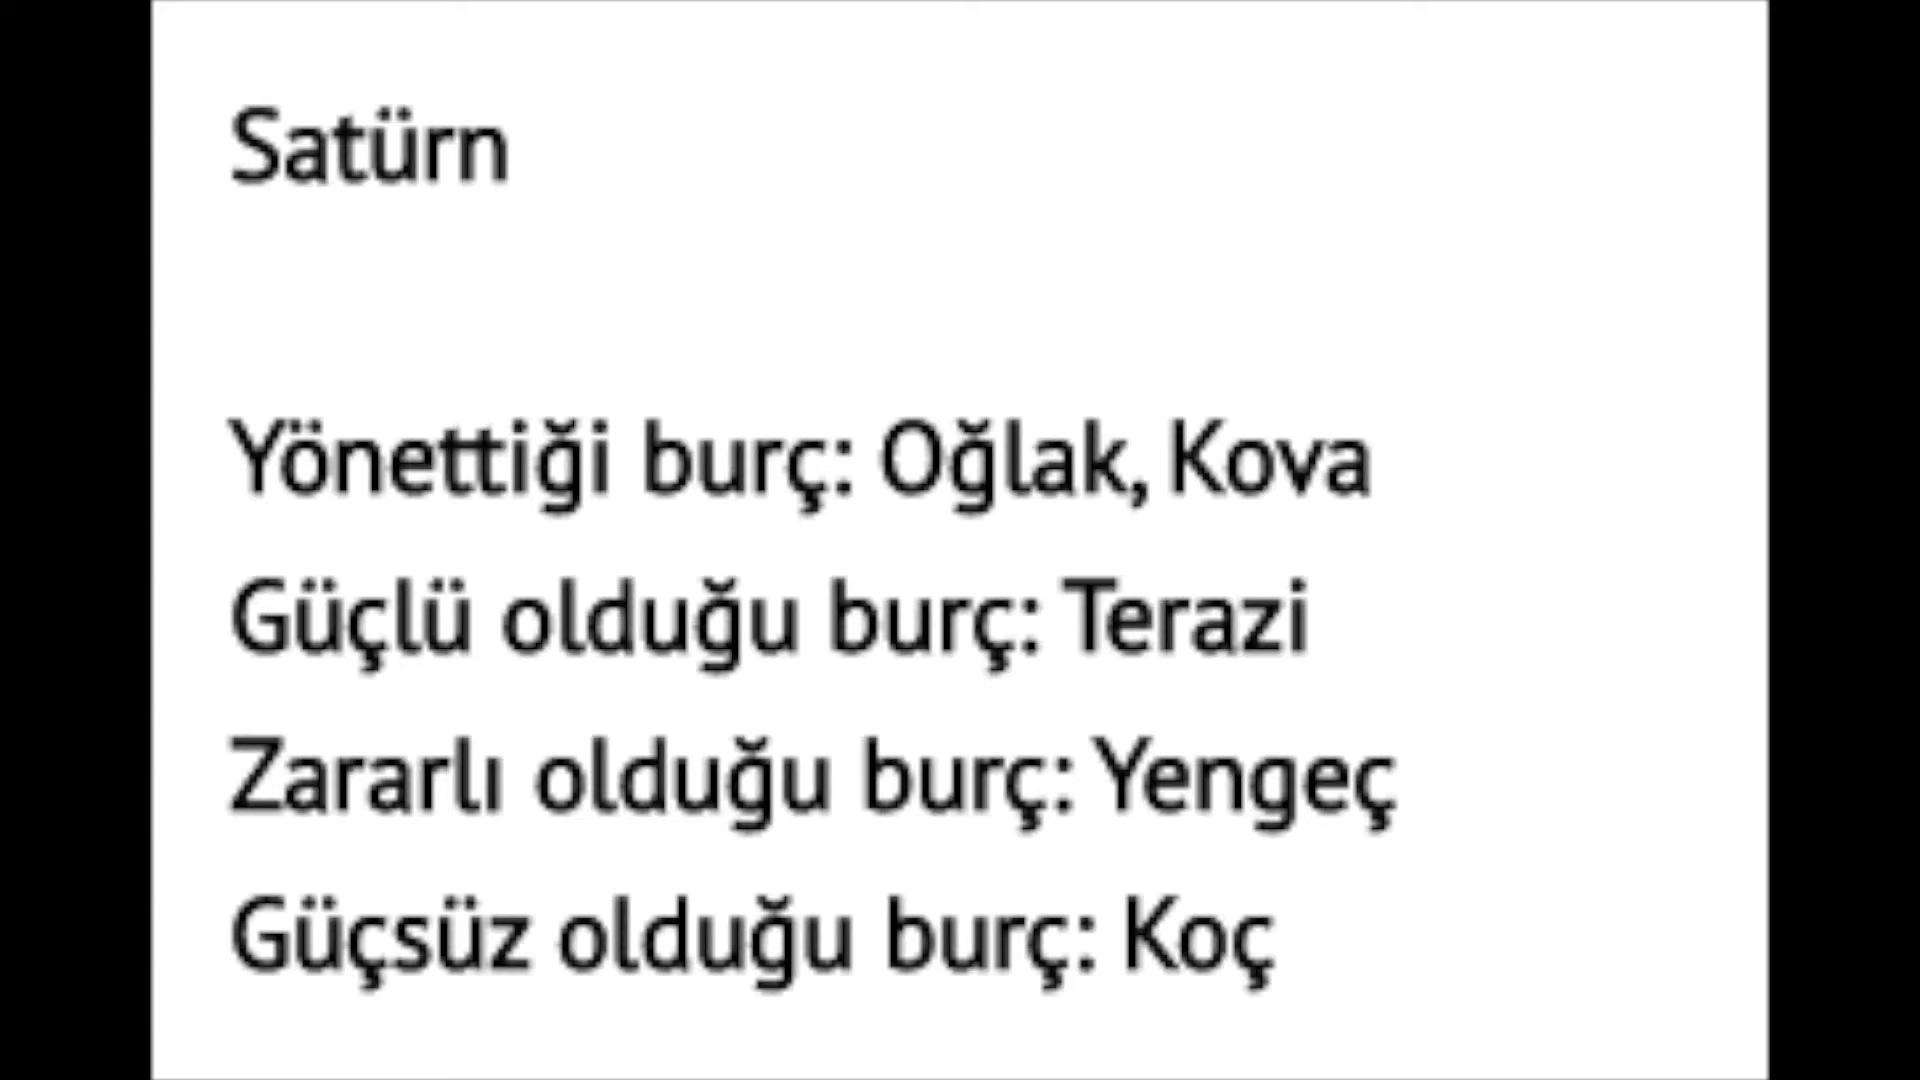 Satürn
Yönettiği burç: Oğlak, Kova
Güçlü olduğu burç: Terazi
Zararlı olduğu burç: Yengeç
Güçsüz olduğu burç: Koç